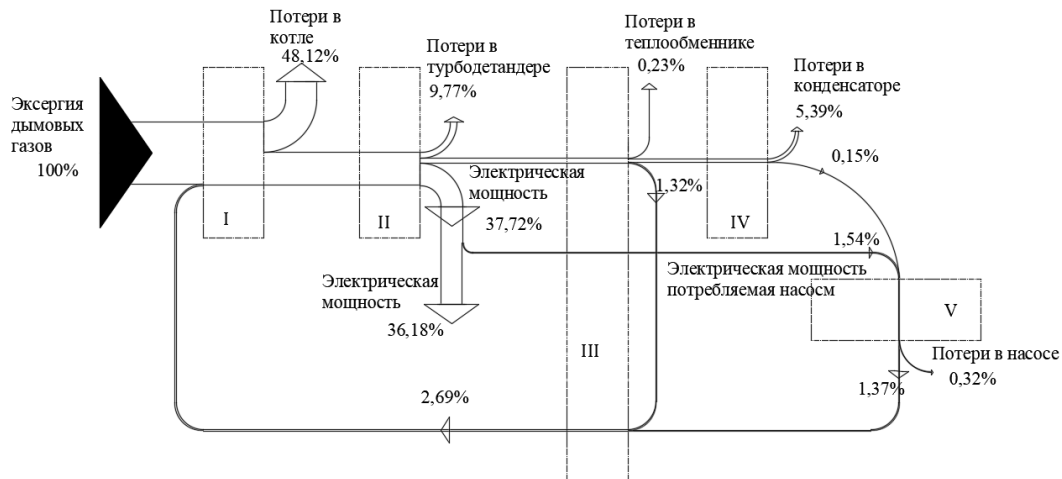 Потери в
котле
48,12%
Потери в
турбодетандере
9,77%
Потери в
теплообменнике
0,23%
Потери в
конденсаторе
5,39%
Эксергия
дымовых
газов
100%
0,15%
Электрическая
мощность
37,72%
1,32%
I
II
IV
1,54%
Электрическая мощность
потребляемая насосм
Электрическая
мощность
36,18%
III
V
Потери в насосе
0,32%
1,37%
2,69%